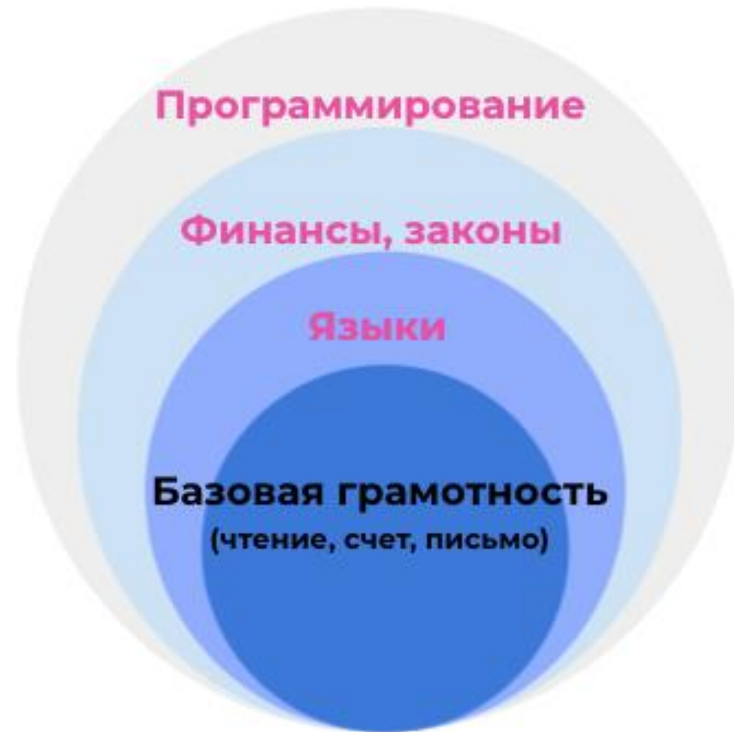 Программирование
Финансы, законы
Языки
Базовая грамотность
(чтение, счет, письмо)